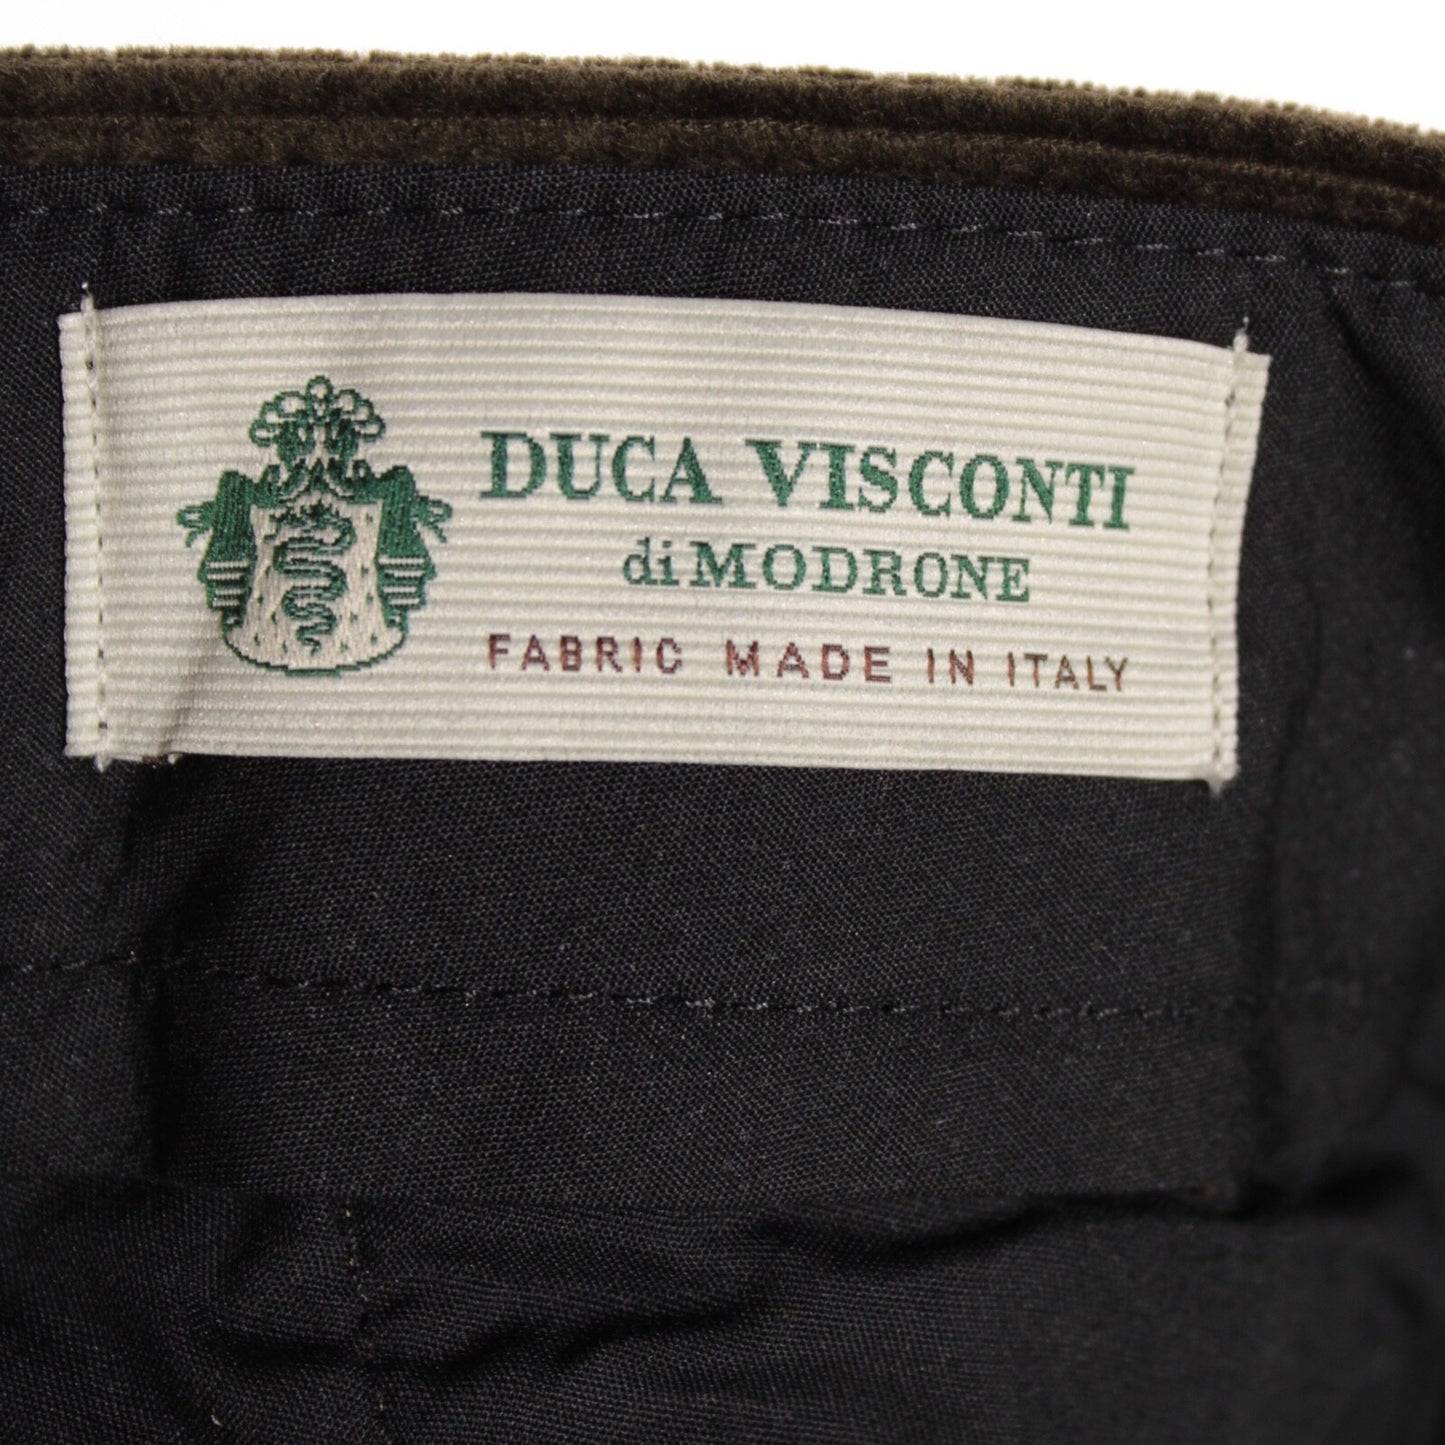 DUCA VISCONTI
di MODRONE
FABRIC MADE IN ITALY